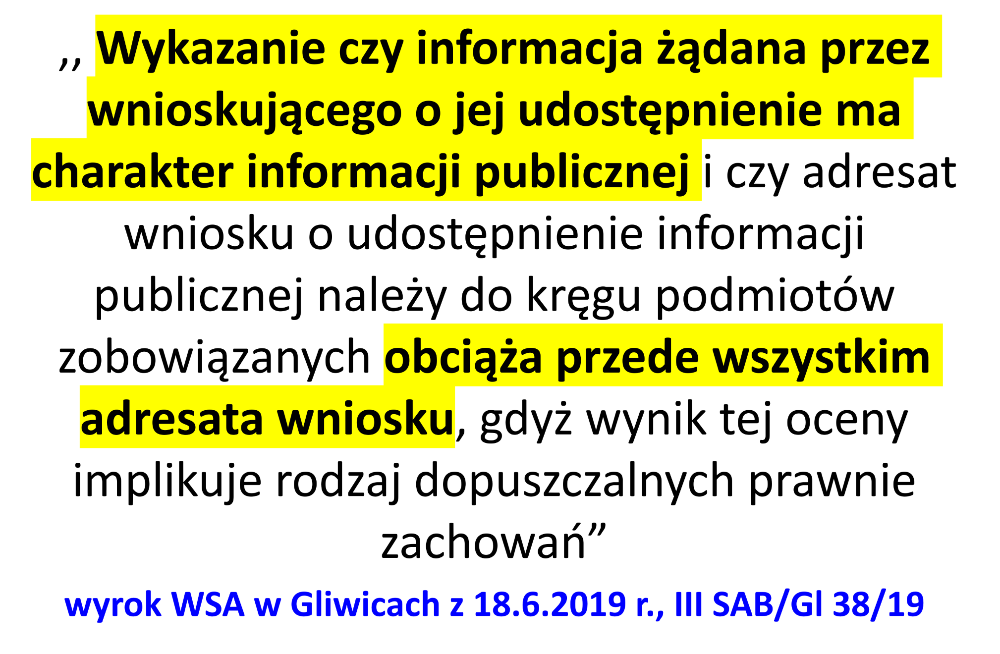 ,, Wykazanie czy informacja żądana przez
wnioskującego o jej udostępnienie ma
charakter informacji publicznej i czy adresat
wniosku o udostępnienie informacji
publicznej należy do kręgu podmiotów
zobowiązanych obciąża przede wszystkim
adresata wniosku, gdyż wynik tej oceny
implikuje rodzaj dopuszczalnych prawnie
zachowań”
wyrok WSA w Gliwicach z 18.6.2019 r., III SAB/Gl 38/19